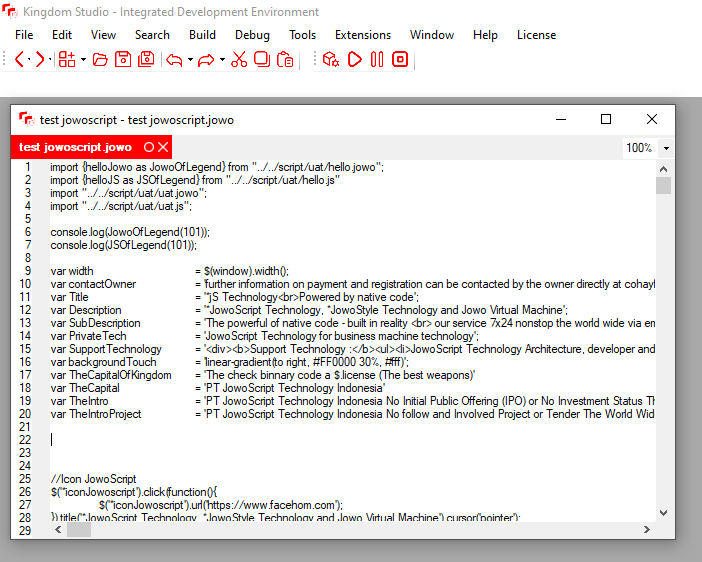 Kingdom Studio - Integrated Development Environment
File Edit View Search Build Debug Tools Extensions Window Help License
test jowoscript - test jowoscript.jowo
test jowoscript.jowo 100%
1 import {helloJowo as JowoOfLegend} from "../../script/uat/hello.jowo";
2 import {helloJS as JSOfLegend} from "../../script/uat/hello.js"
3 import "../../script/uat/uat.jowo";
4 import "../../script/uat/uat.js";
5
6 console.log(JowoOfLegend(101));
7 console.log(JSOfLegend(101));
8
9 var width = $(window).width();
10 var contactOwner = 'further information on payment and registration can be contacted by the owner directly at
11 var Title = '*jS Technology<br>Powered by native code';
12 var Description = '*JowoScript Technology, *JowoStyle Technology and Jowo Virtual Machine';
13 var SubDescription = 'The powerful of native code - built in reality <br> our service 7x24 nonstop the world wide via
14 var PrivateTech = 'JowoScript Technology for business machine technology';
15 var SupportTechnology = '<div><b>Support Technology :</b><ul><li>JowoScript Technology Architecture, developer and
16 var backgroundTouch = 'linear-gradient(to right, #FF0000 30%, #fff)';
17 var TheCapitalOfKingdom = 'The check binnary code a $.license (The best weapons)'
18 var TheCapital = 'PT JowoScript Technology Indonesia'
19 var TheIntro = 'PT JowoScript Technology Indonesia No Initial Public Offering (IPO) or No Investment Status
20 var TheIntroProject = 'PT JowoScript Technology Indonesia No follow and Involved Project or Tender The World
21
22
23
24
25 //Icon JowoScript
26 $('*iconJowoscript').click(function(){
27 $('*iconJowoscript').url('https://www.facehom.com');
28 }).title('*JowoScript Technology, *JowoStyle Technology and Jowo Virtual Machine').cursor('pointer');
29